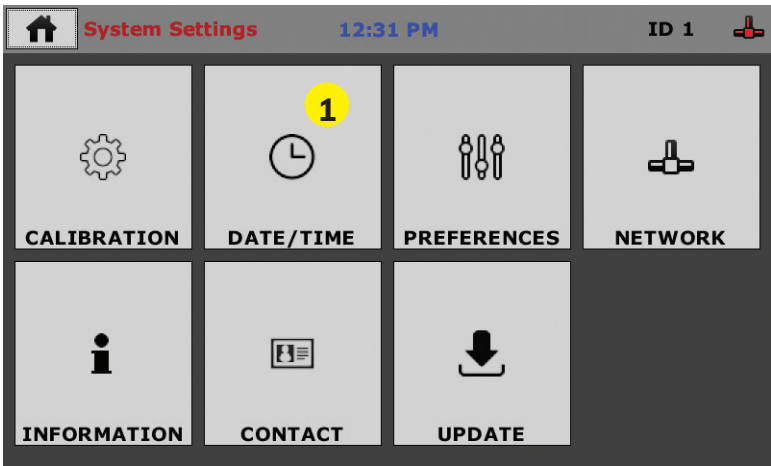 System Settings 12:31 PM ID 1
1
CALIBRATION DATE/TIME PREFERENCES NETWORK
INFORMATION CONTACT UPDATE